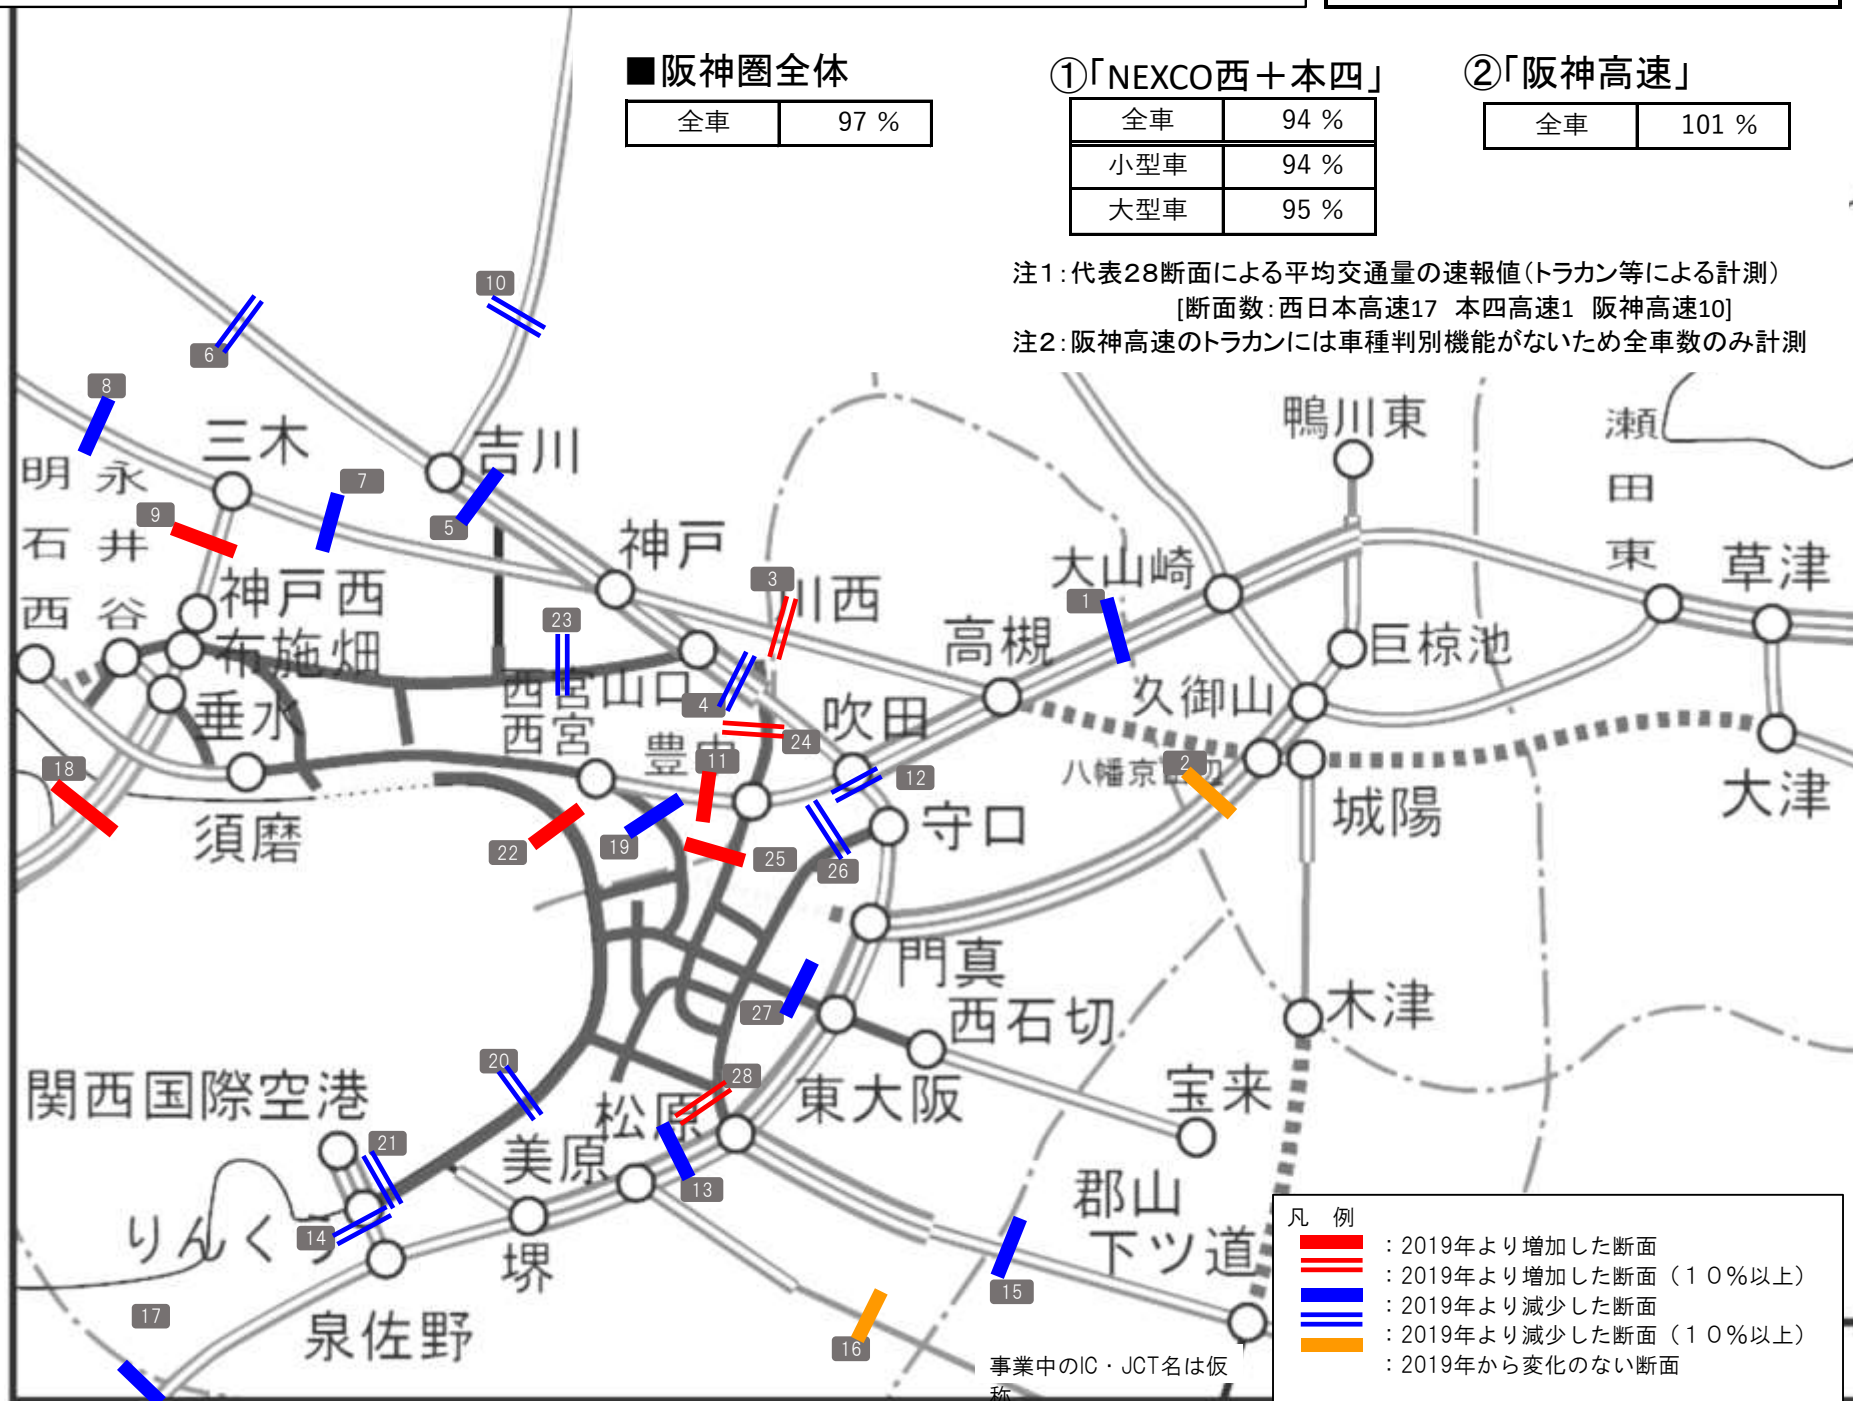 ■阪神圏全体
全車 97 %
①「NEXCO西＋本四」
全車 94 %
小型車 94 %
大型車 95 %
②「阪神高速」
全車 101 %
注1：代表28断面による平均交通量の速報値（トラカン等による計測）
[断面数：西日本高速17 本四高速1 阪神高速10]
注2：阪神高速のトラカンには車種判別機能がないため全車数のみ計測
10
6
8
三木
吉川
7
5
9
明石西
永井谷
神戸西
布施畑
神戸
3
川西
23
西宮山口
西宮
4
24
垂水
須磨
18
22
豊中
11
19
25
吹田
12
26
守口
高槻
大山崎
1
鴨川東
瀬田東
草津
巨椋池
久御山
2
城陽
大津
門真
27
西石切
木津
20
関西国際空港
21
28
松原
東大阪
宝来
美原
13
りんくう
14
堺
郡山
下ツ道
15
17
泉佐野
16
事業中のIC・JCT名は仮
称
凡 例
：2019年より増加した断面
：2019年より増加した断面（１０％以上）
：2019年より減少した断面
：2019年より減少した断面（１０％以上）
：2019年から変化のない断面